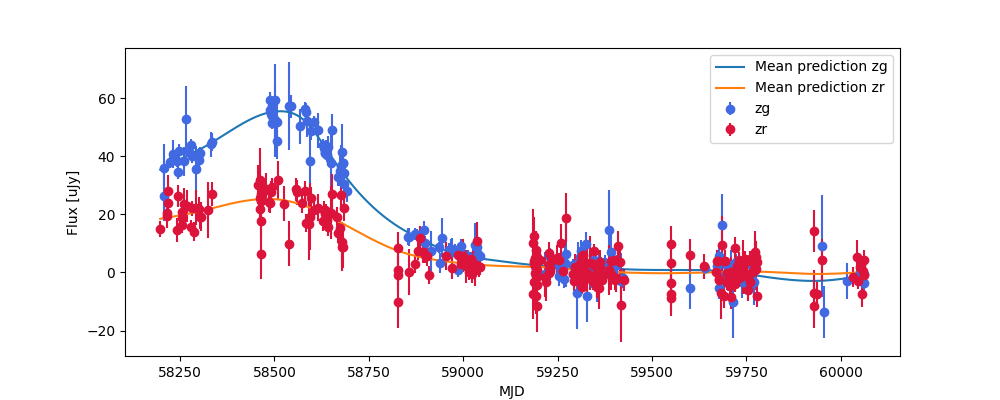 Mean prediction zg
Mean prediction zr
zg
zr
Flux [uJy]
60
40
20
0
−20
58250 58500 58750 59000 59250 59500 59750 60000
MJD